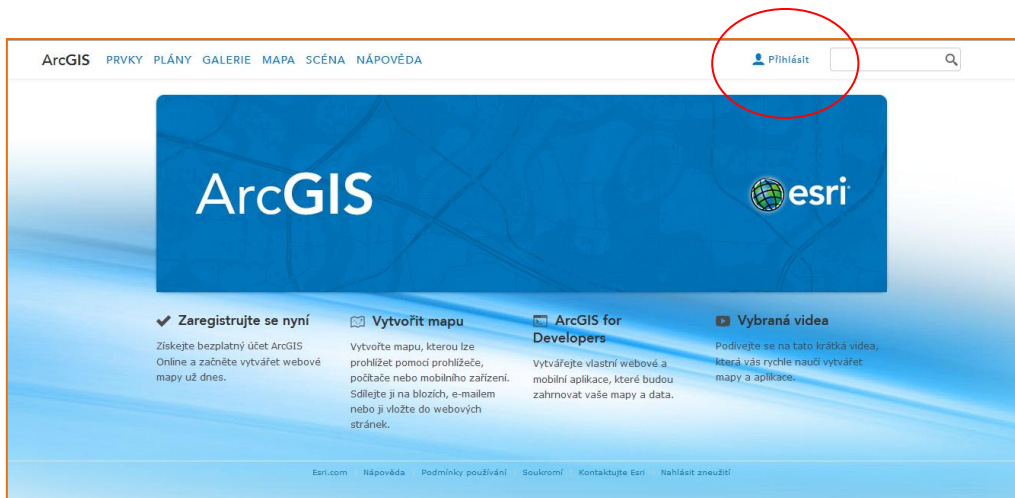 ArcGIS PRVKY PLÁNY GALERIE MAPA SCÉNA NÁPOVĚDA Přihlásit
ArcGIS
esri
Zaregistrujte se nyní
Získejte bezplatný účet ArcGIS
Online a začněte vytvářet webové
mapy už dnes.
Vytvořit mapu
Vytvořte mapu, kterou lze
prohlížet pomocí prohlížeče,
počítače nebo mobilního zařízení.
Sdílejte ji na blozích, e-mailem
nebo ji vložte do webových
stránek.
ArcGIS for
Developers
Vytvářejte vlastní webové a
mobilní aplikace, které budou
zahrnovat vaše mapy a data.
Vybraná videa
Podívejte se na tato krátká videa,
která vás rychle naučí vytvářet
mapy a aplikace.
Esri.com Nápověda Podmínky používání Soukromí Kontaktujte Esri Nahlásit zneužití